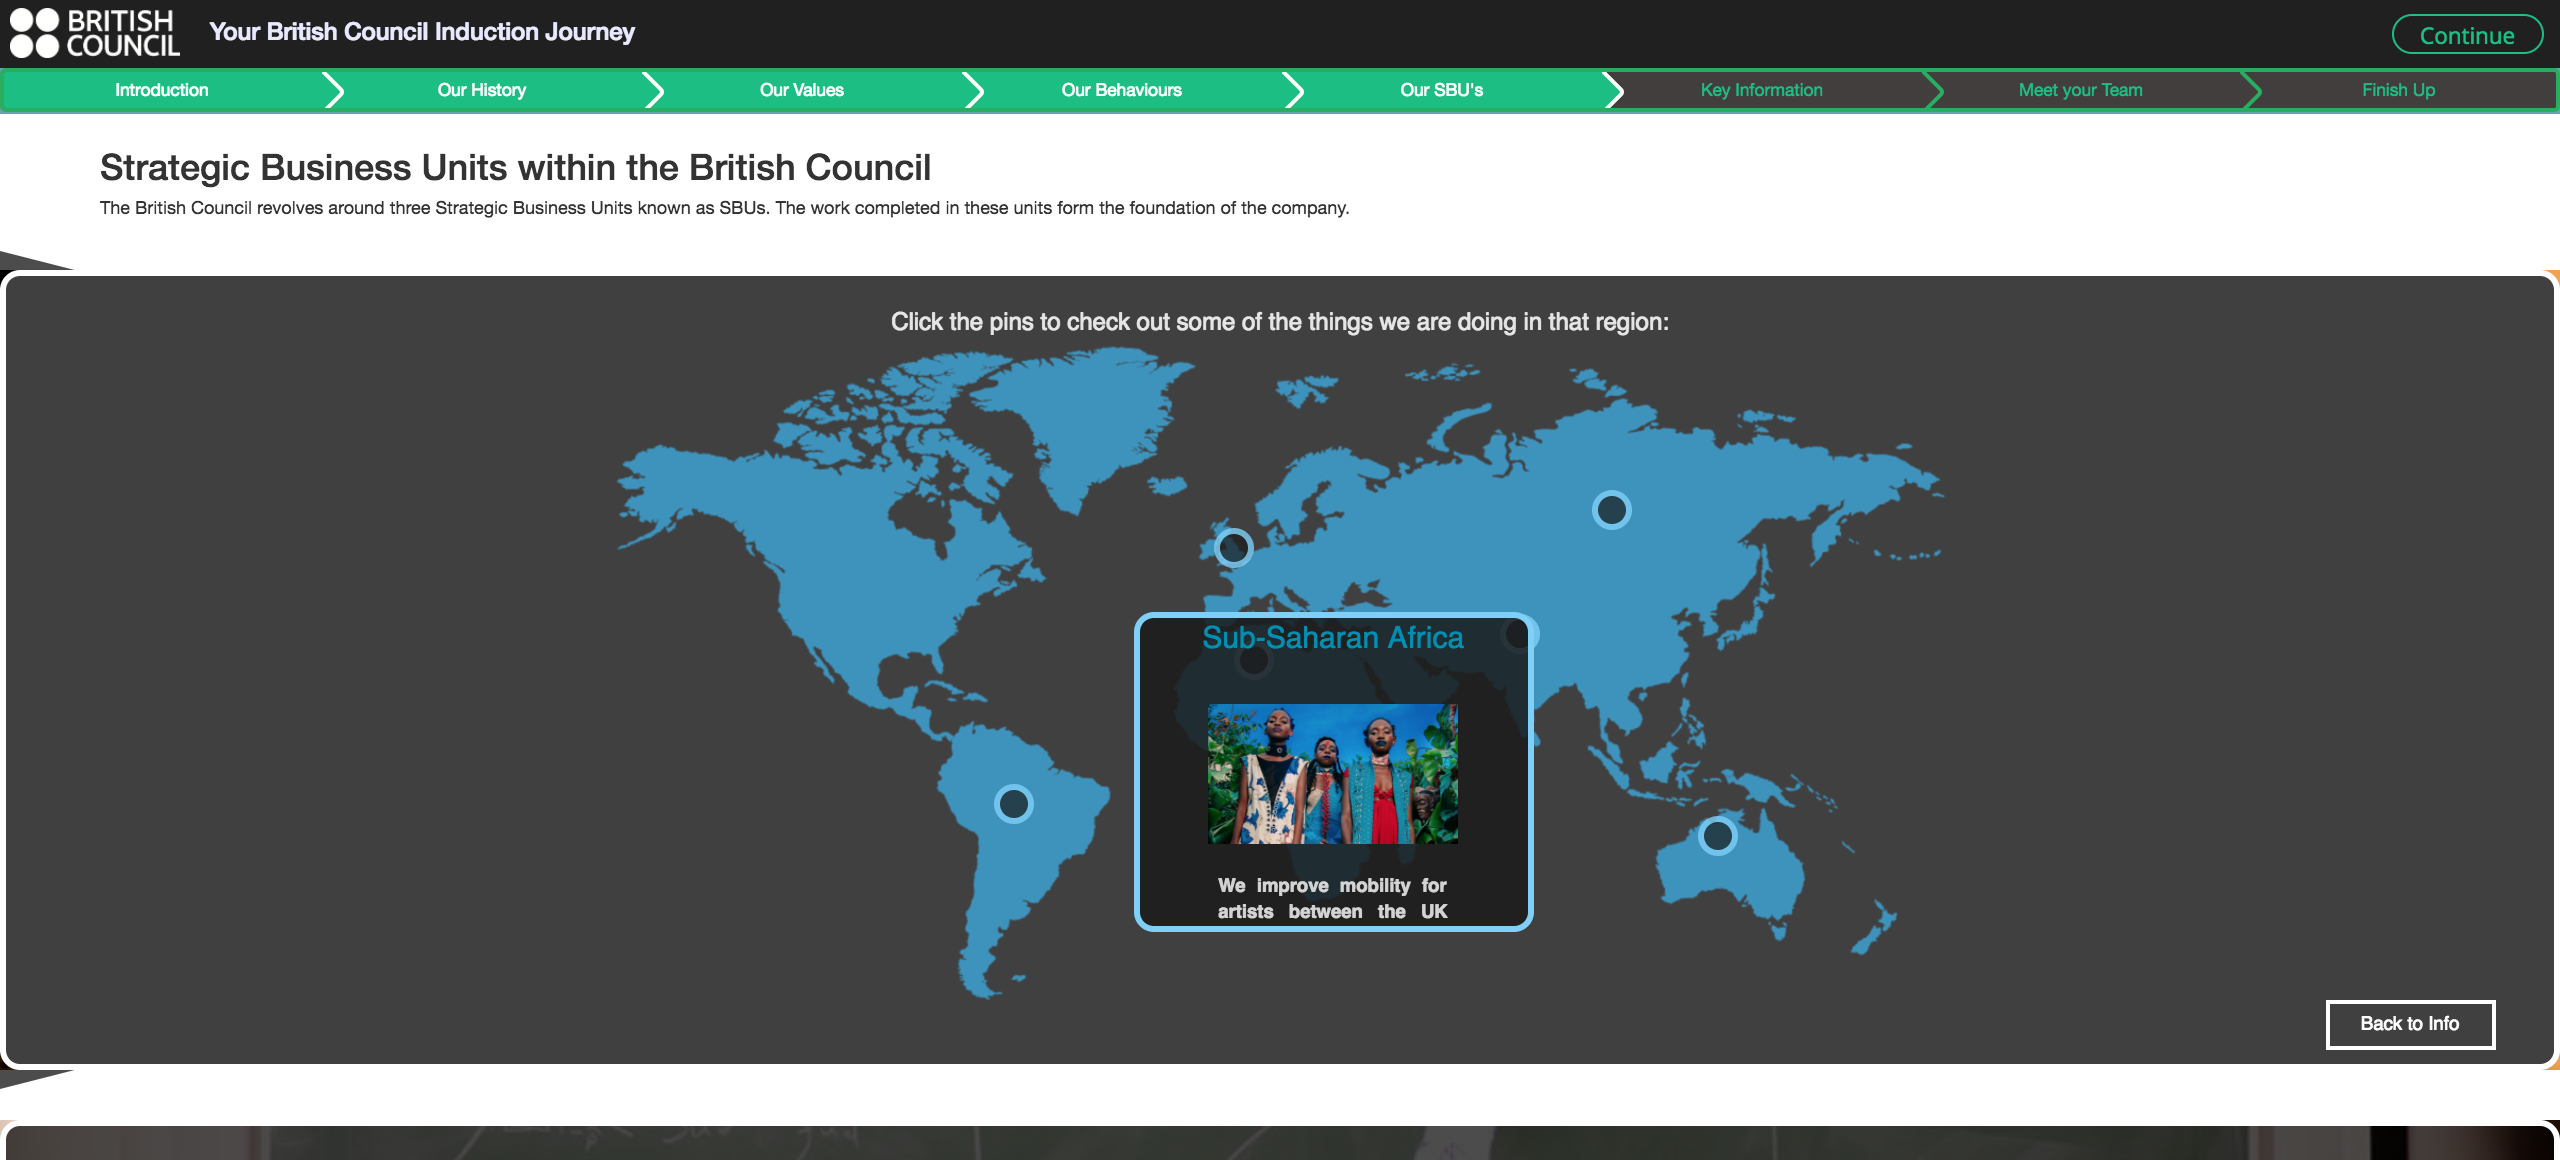 BRITISH
COUNCIL
Your British Council Induction Journey
Continue
Introduction
Our History
Our Values
Our Behaviours
Our SBU's
Key Information
Meet your Team
Finish Up
Strategic Business Units within the British Council
The British Council revolves around three Strategic Business Units known as SBUs. The work completed in these units form the foundation of the company.
Click the pins to check out some of the things we are doing in that region:
Sub-Saharan Africa
We improve mobility for
artists between the UK
Back to Info